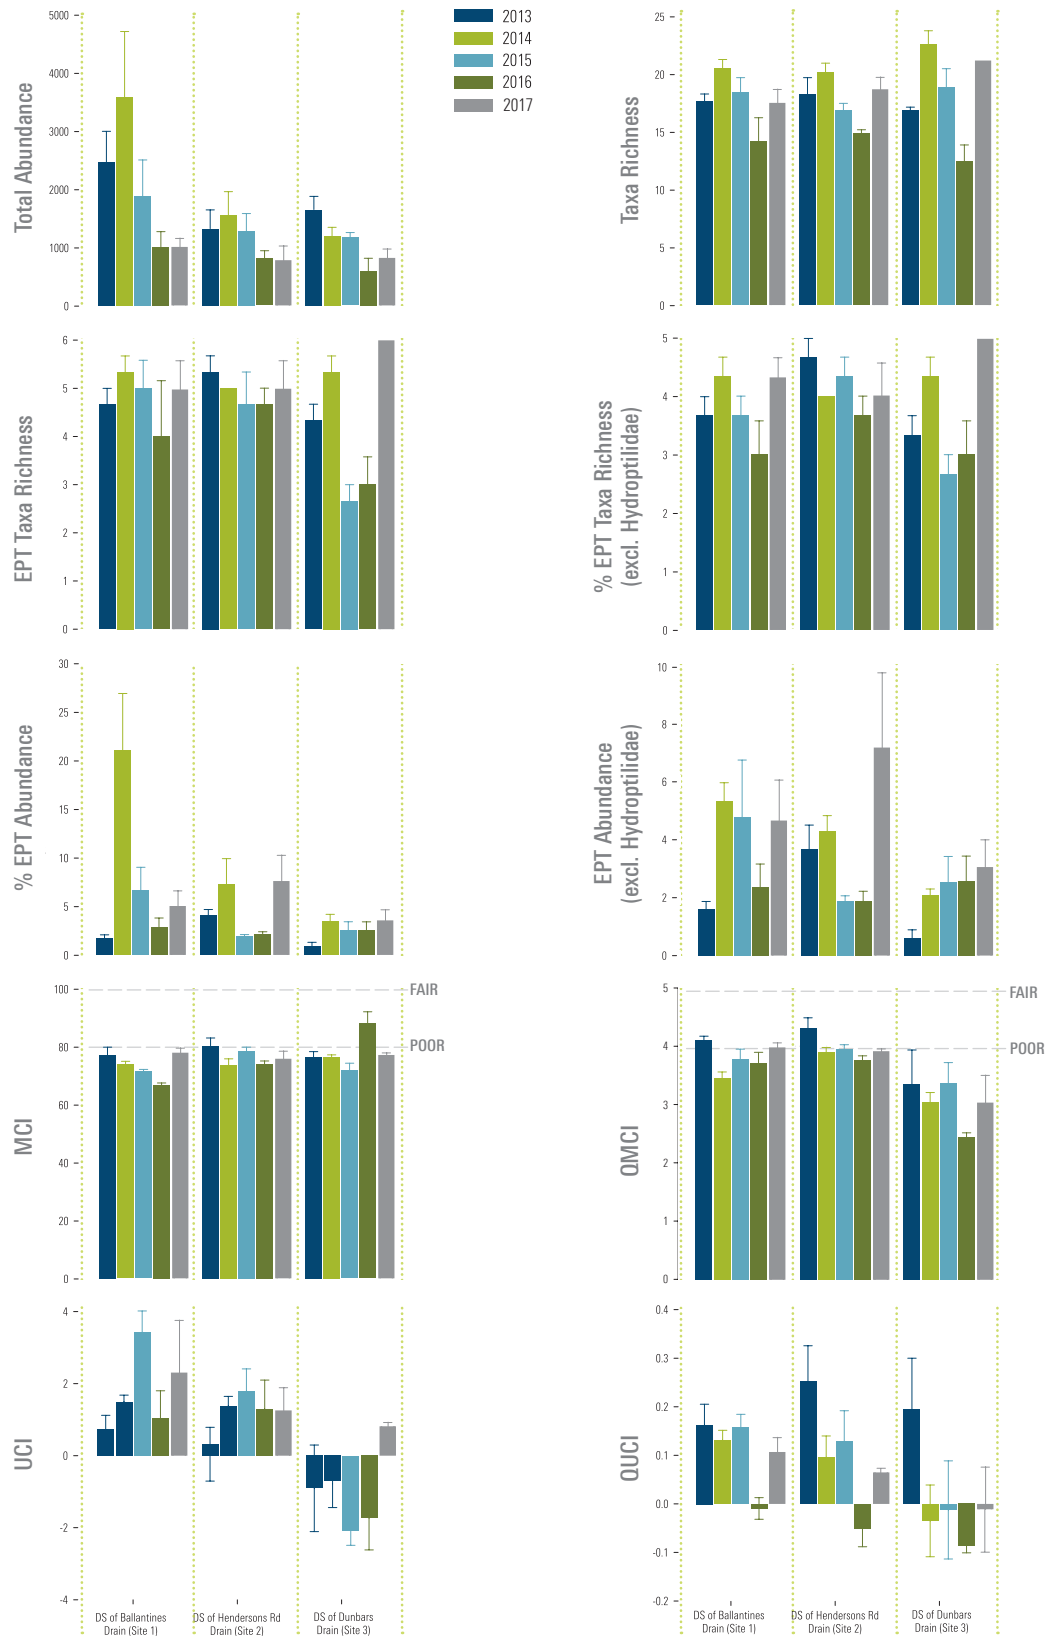 2013
2014
2015
2016
2017
Total Abundance
5000
4000
3000
2000
1000
0
Taxa Richness
25
20
15
10
5
0
EPT Taxa Richness
6
5
4
3
2
1
0
% EPT Taxa Richness
(excl. Hydroptilidae)
5
4
3
2
1
0
% EPT Abundance
30
25
20
15
10
5
0
EPT Abundance
(excl. Hydroptilidae)
10
8
6
4
2
0
MCI
100
80
60
40
20
0
FAIR
POOR
QMCI
5
4
3
2
1
0
FAIR
POOR
UCI
4
2
0
-2
-4
DS of Ballantines
Drain (Site 1)
DS of Hendersons Rd
Drain (Site 2)
DS of Dunbars
Drain (Site 3)
QUCI
0.4
0.3
0.2
0.1
0.0
-0.1
-0.2
DS of Ballantines
Drain (Site 1)
DS of Hendersons Rd
Drain (Site 2)
DS of Dunbars
Drain (Site 3)